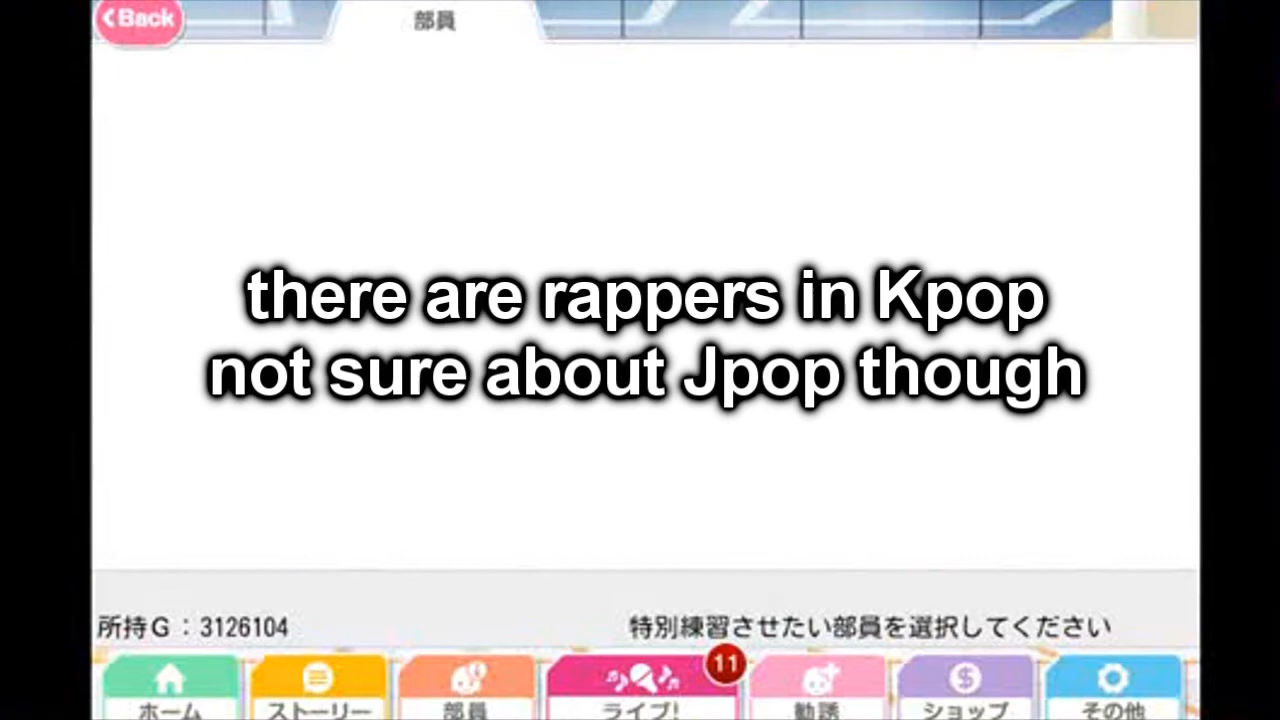 Back
部員
there are rappers in Kpop
not sure about Jpop though
所持G：3126104
特別練習させたい部員を選択してください
11
ホーム
ストーリー
部員
ライブ!
勧誘
ショップ
その他